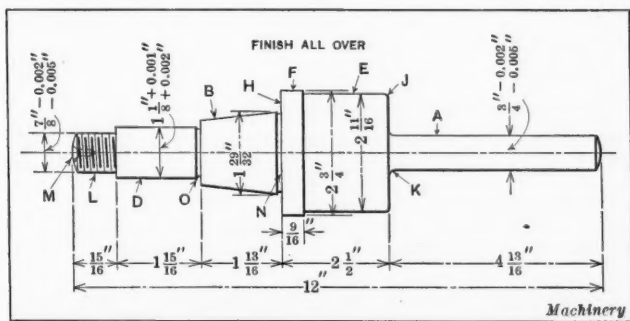 FINISH ALL OVER
7/8" -0.002" -0.005"
1 1/8" +0.001" +0.002"
B
H
F
E
J
A
3/4" -0.002" -0.005"
1 29/32"
2 3/4"
2 11/16"
M
L
D
O
N
K
9/16"
15/16"
1 15/16"
1 13/16"
2 1/2"
4 13/16"
12"
Machinery